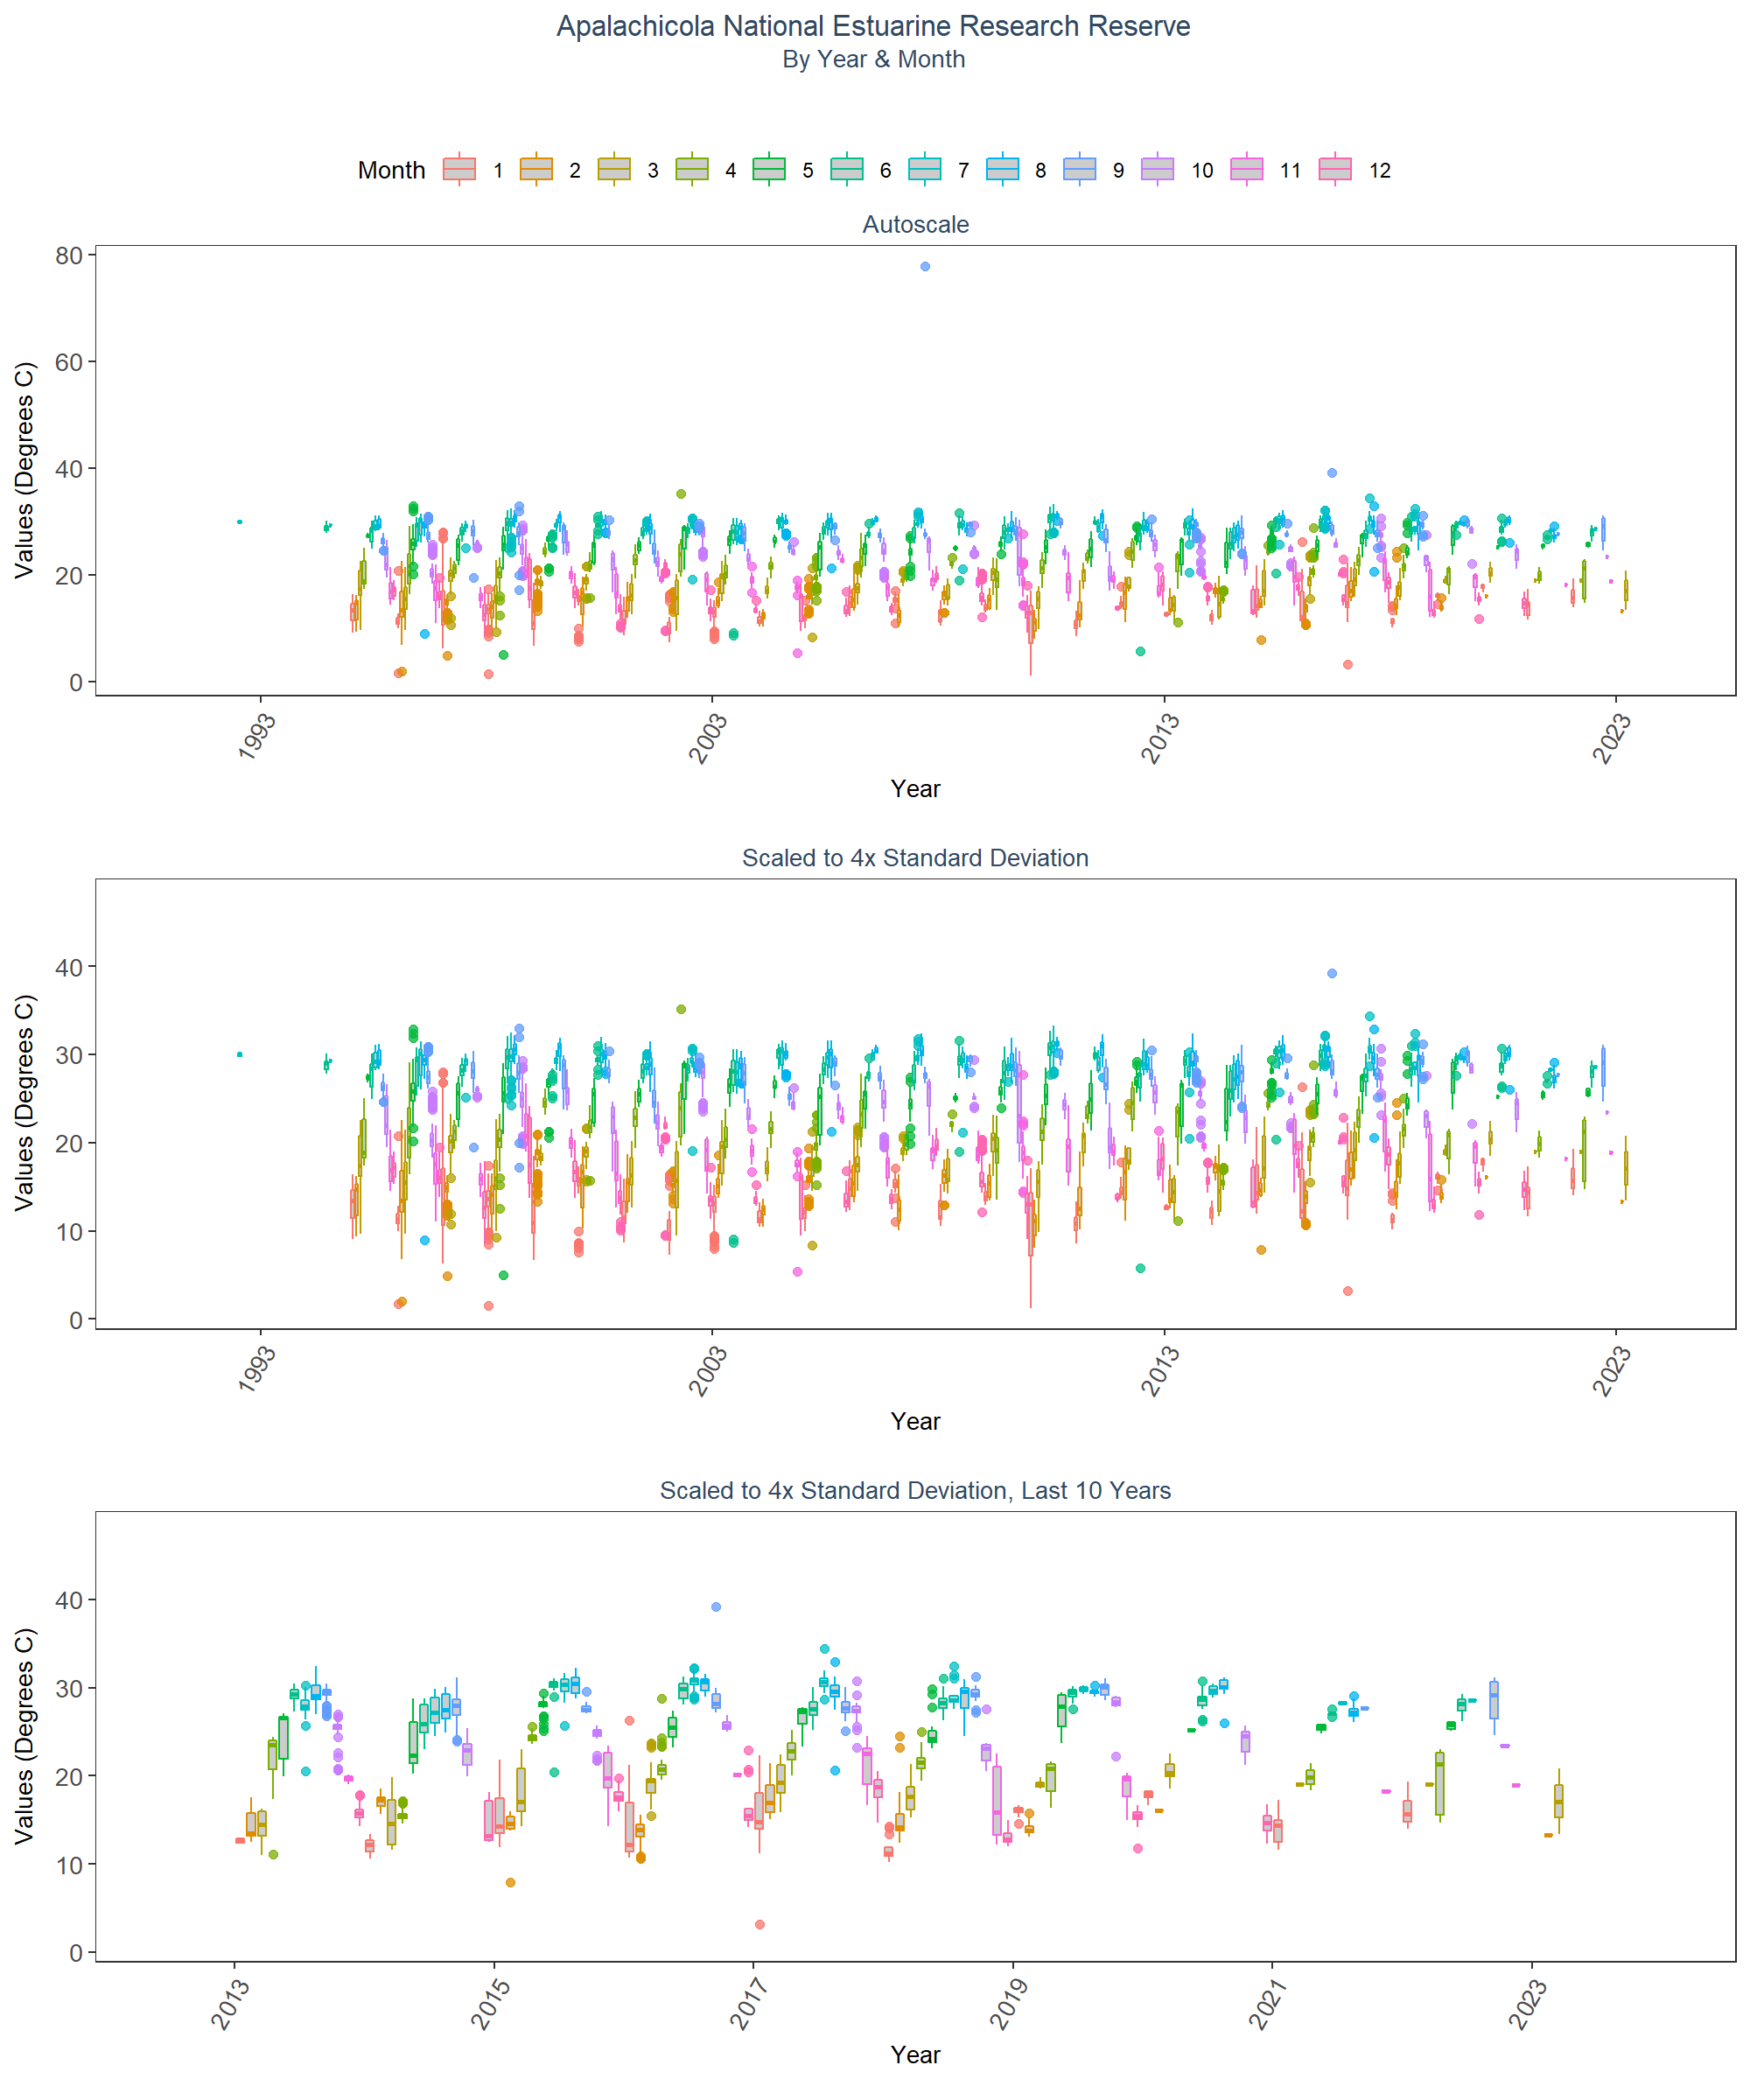 Apalachicola National Estuarine Research Reserve
By Year & Month
Month 1 2 3 4 5 6 7 8 9 10 11 12
Autoscale
Values (Degrees C)
80
60
40
20
0
1993 2003 2013 2023
Year
Scaled to 4x Standard Deviation
Values (Degrees C)
40
30
20
10
0
1993 2003 2013 2023
Year
Scaled to 4x Standard Deviation, Last 10 Years
Values (Degrees C)
40
30
20
10
0
2013 2015 2017 2019 2021 2023
Year